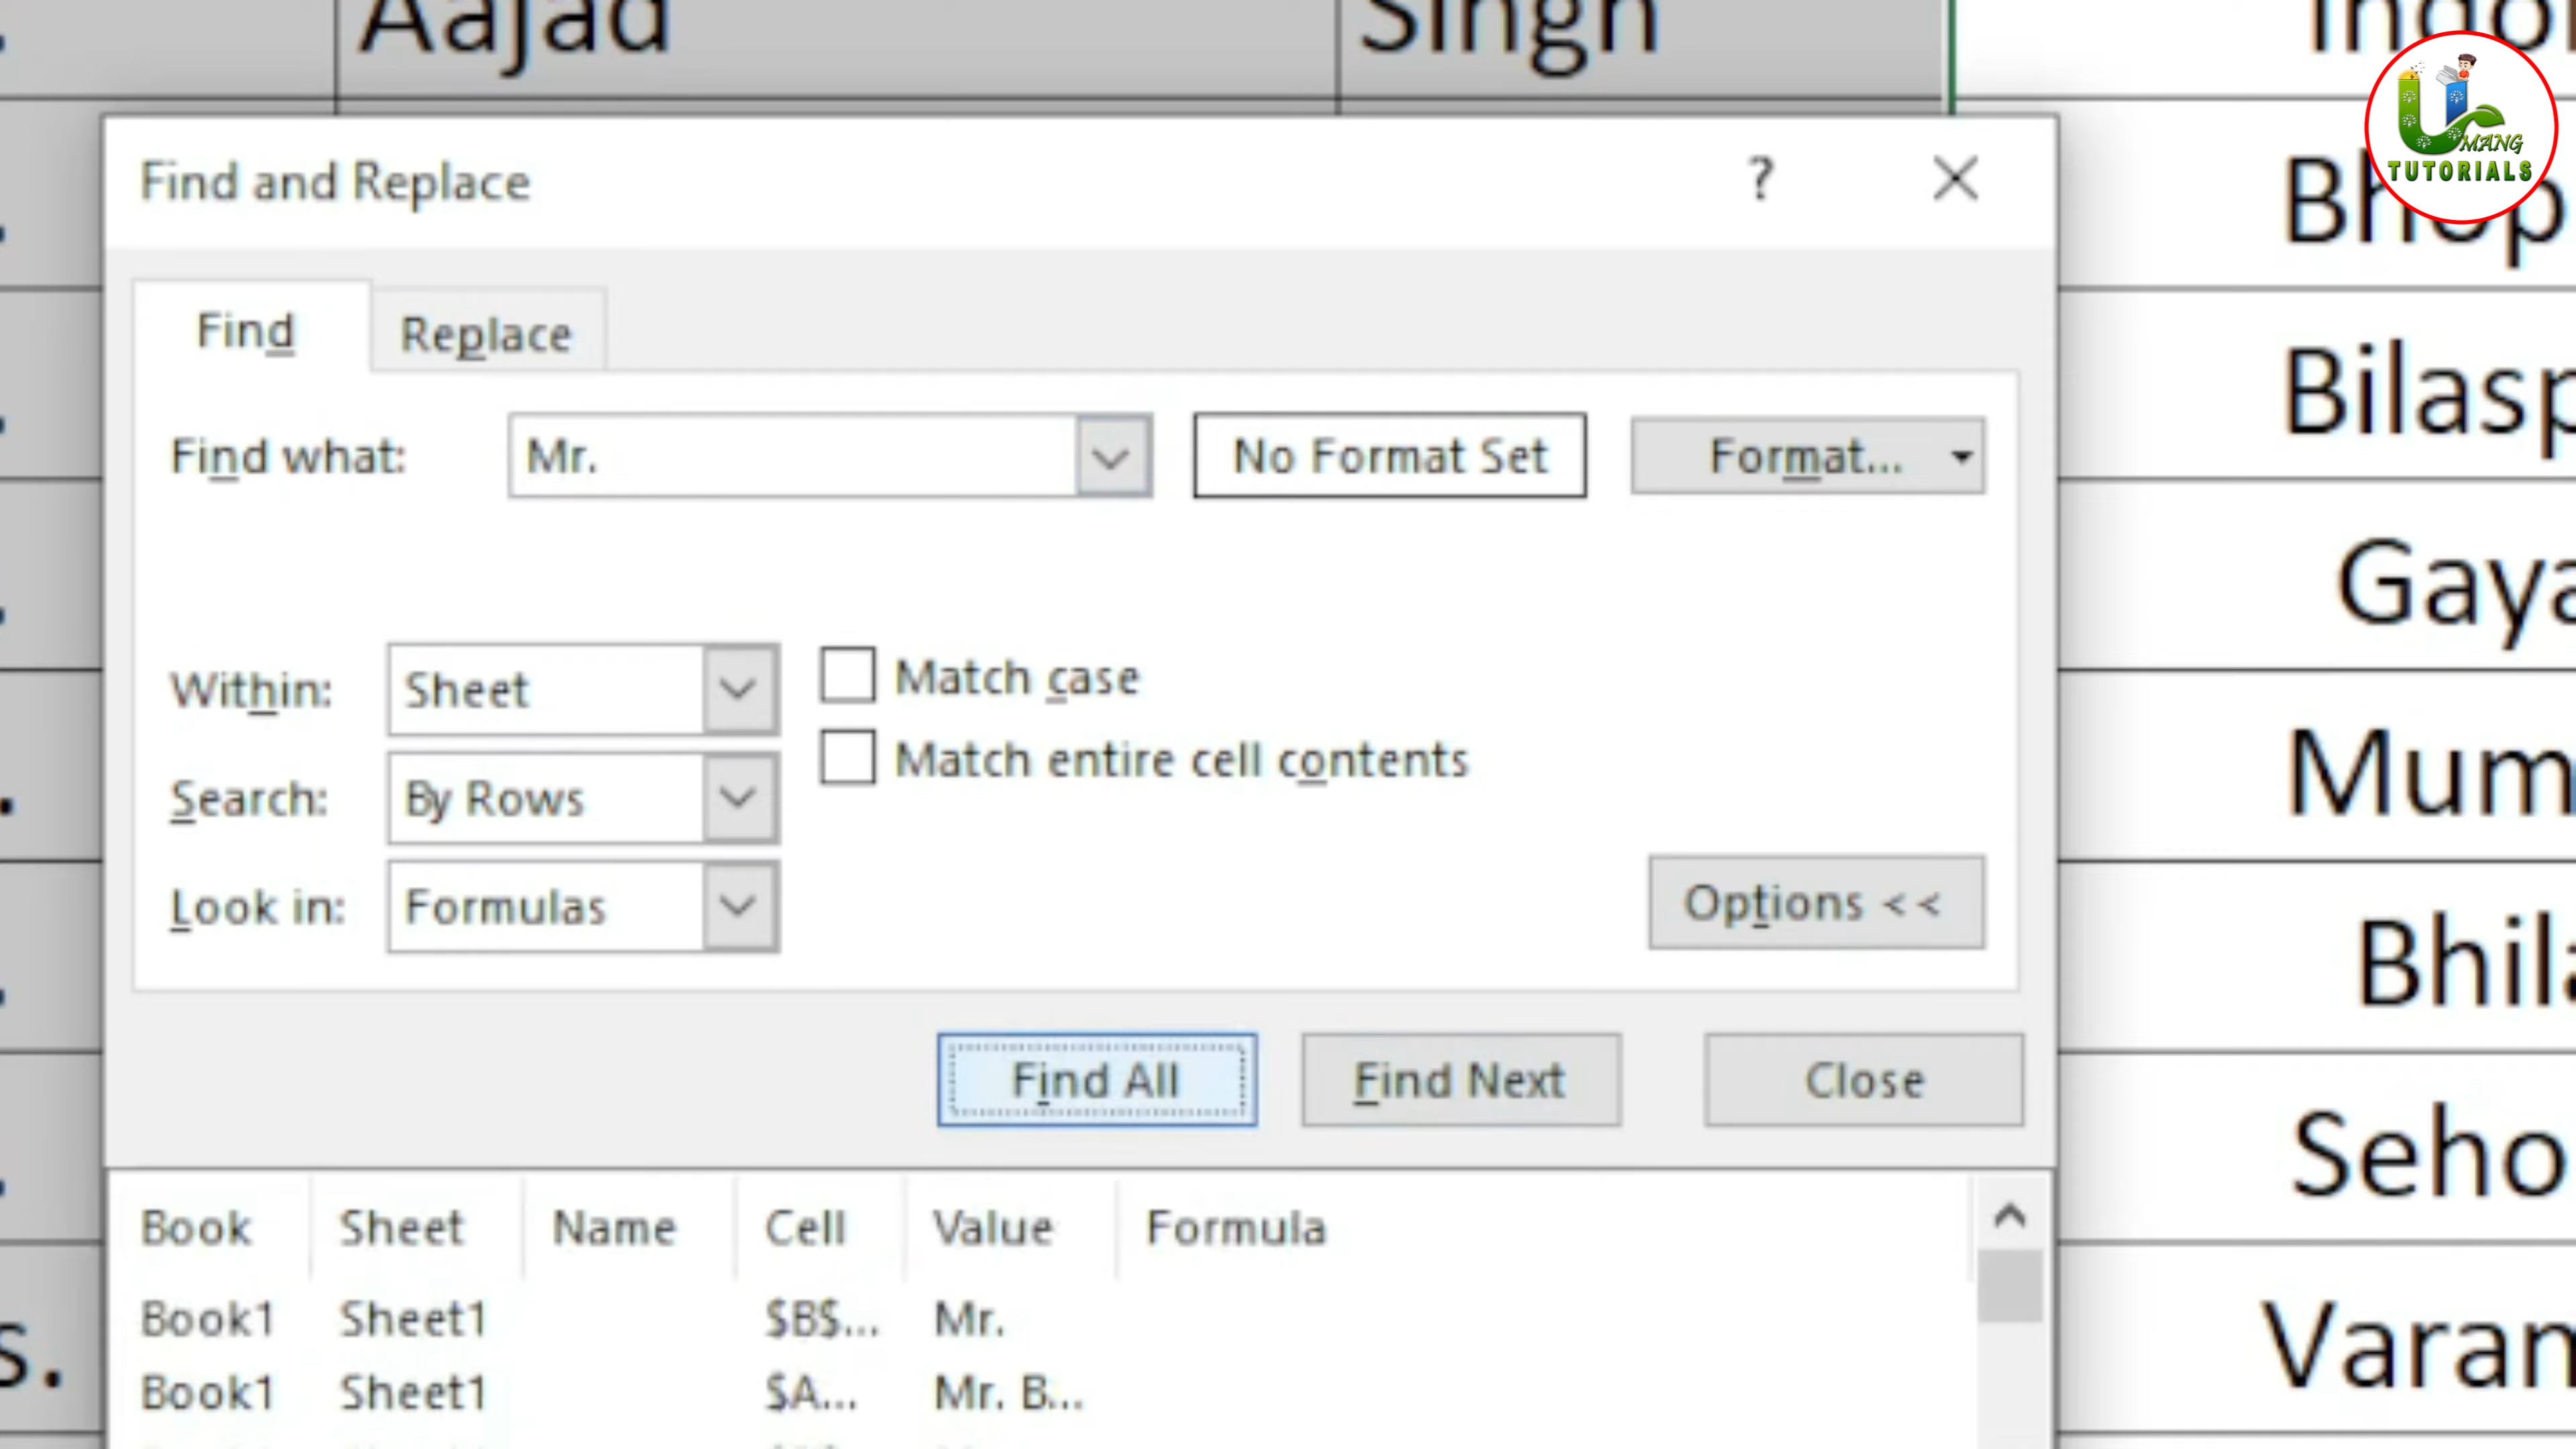 Aajad
Singh
Find and Replace
?
Find
Replace
Find what:
Mr.
No Format Set
Format...
Within:
Sheet
Match case
Match entire cell contents
Search:
By Rows
Look in:
Formulas
Options <<
Find All
Find Next
Close
Book
Sheet
Name
Cell
Value
Formula
Book1
Sheet1
$B$...
Mr.
Book1
Sheet1
$A...
Mr. B...
s.
Bilasp
Gaya
Mum
Bhila
Seho
Varan
UMANG
TUTORIALS